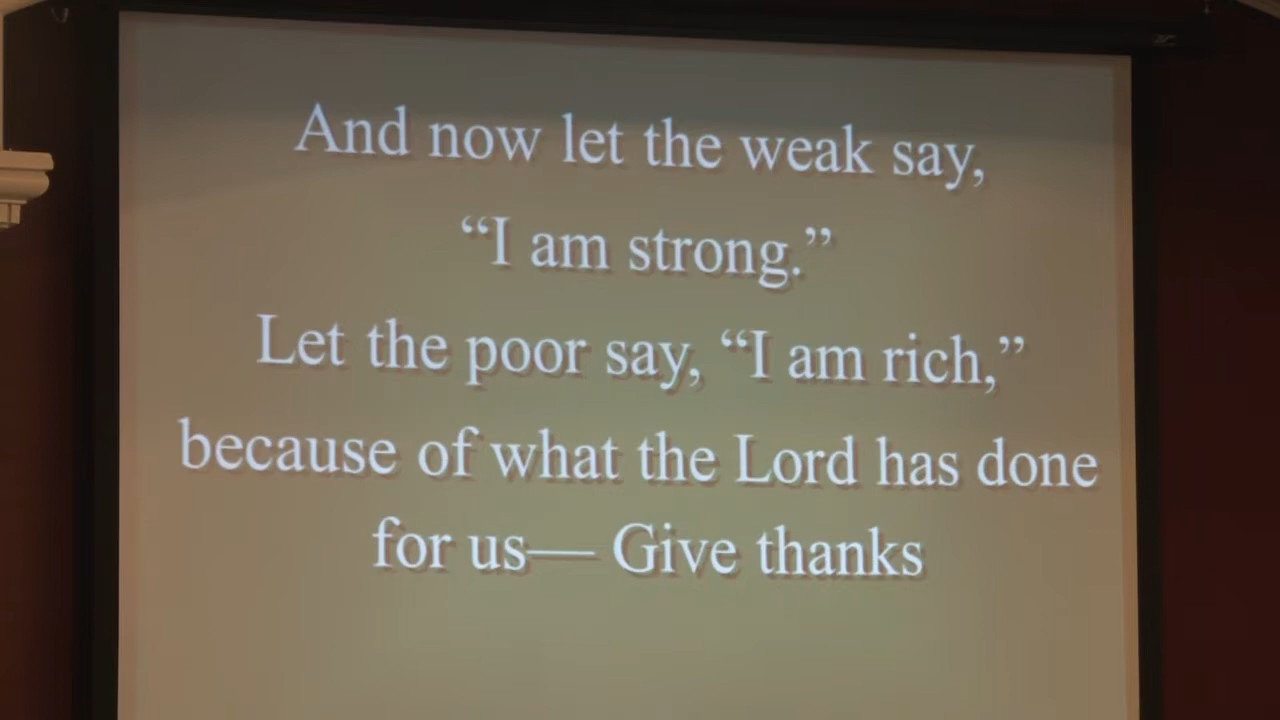 And now let the weak say,
“I am strong.”
Let the poor say, “I am rich,”
because of what the Lord has done
for us— Give thanks